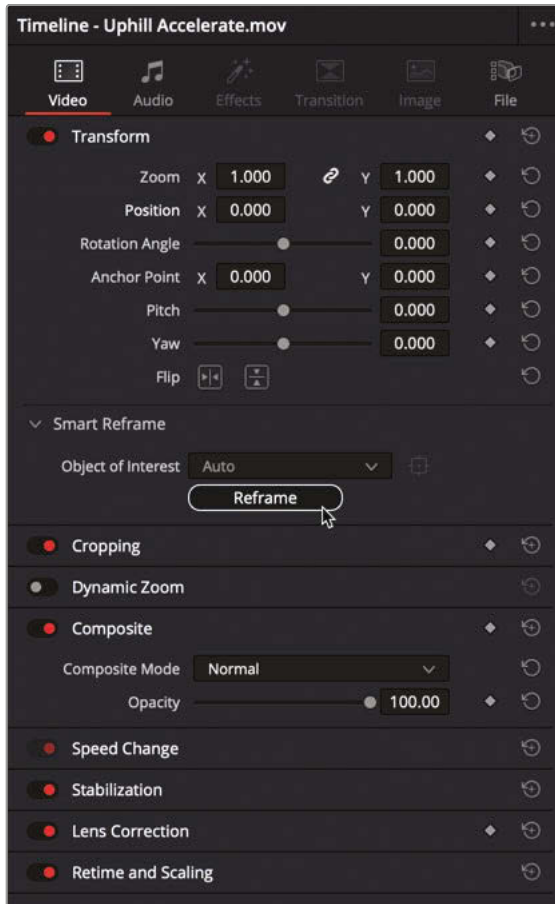 Timeline - Uphill Accelerate.mov
Video Audio Effects Transition Image File
Transform
Zoom X 1.000 Y 1.000
Position X 0.000 Y 0.000
Rotation Angle 0.000
Anchor Point X 0.000 Y 0.000
Pitch 0.000
Yaw 0.000
Flip
Smart Reframe
Object of Interest Auto
Reframe
Cropping
Dynamic Zoom
Composite
Composite Mode Normal
Opacity 100.00
Speed Change
Stabilization
Lens Correction
Retime and Scaling